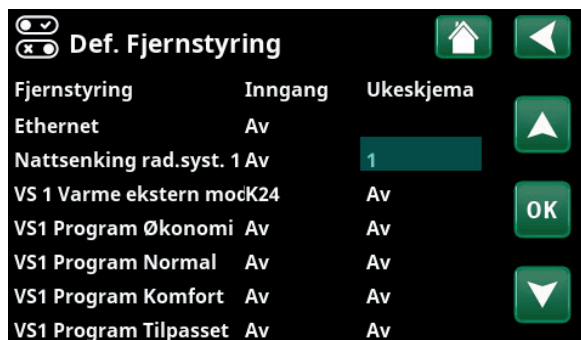 Def. Fjernstyring
Fjernstyring Inngang Ukeskjema
Ethernet Av
Nattsenking rad.syst. 1 Av 1
VS 1 Varme ekstern mod K24 Av
VS1 Program Økonomi Av Av
VS1 Program Normal Av Av
VS1 Program Komfort Av Av
VS1 Program Tilpasset Av Av
OK